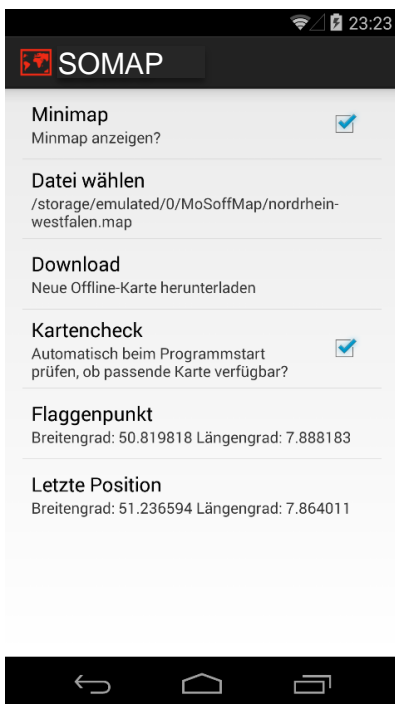 23:23
SOMAP
Minimap
Minmap anzeigen?
Datei wählen
/storage/emulated/0/MoSoffMap/nordrhein-
westfalen.map
Download
Neue Offline-Karte herunterladen
Kartencheck
Automatisch beim Programmstart
prüfen, ob passende Karte verfügbar?
Flaggenpunkt
Breitengrad: 50.819818 Längengrad: 7.888183
Letzte Position
Breitengrad: 51.236594 Längengrad: 7.864011